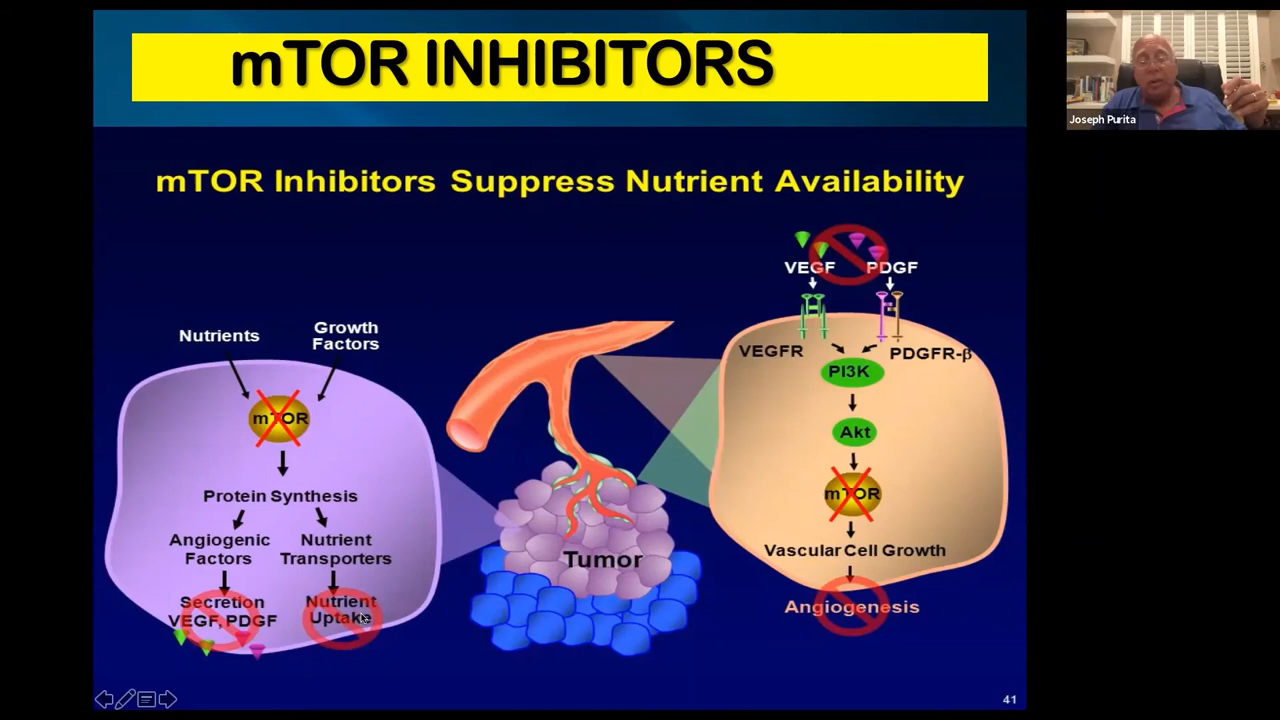 mTOR INHIBITORS
Joseph Purita
mTOR Inhibitors Suppress Nutrient Availability
Nutrients
Growth
Factors
mTOR
Protein Synthesis
Angiogenic
Factors
Nutrient
Transporters
Secretion
VEGF, PDGF
Nutrient
Uptake
Tumor
VEGF
PDGF
VEGFR
PDGFR-β
PI3K
Akt
mTOR
Vascular Cell Growth
Angiogenesis
41